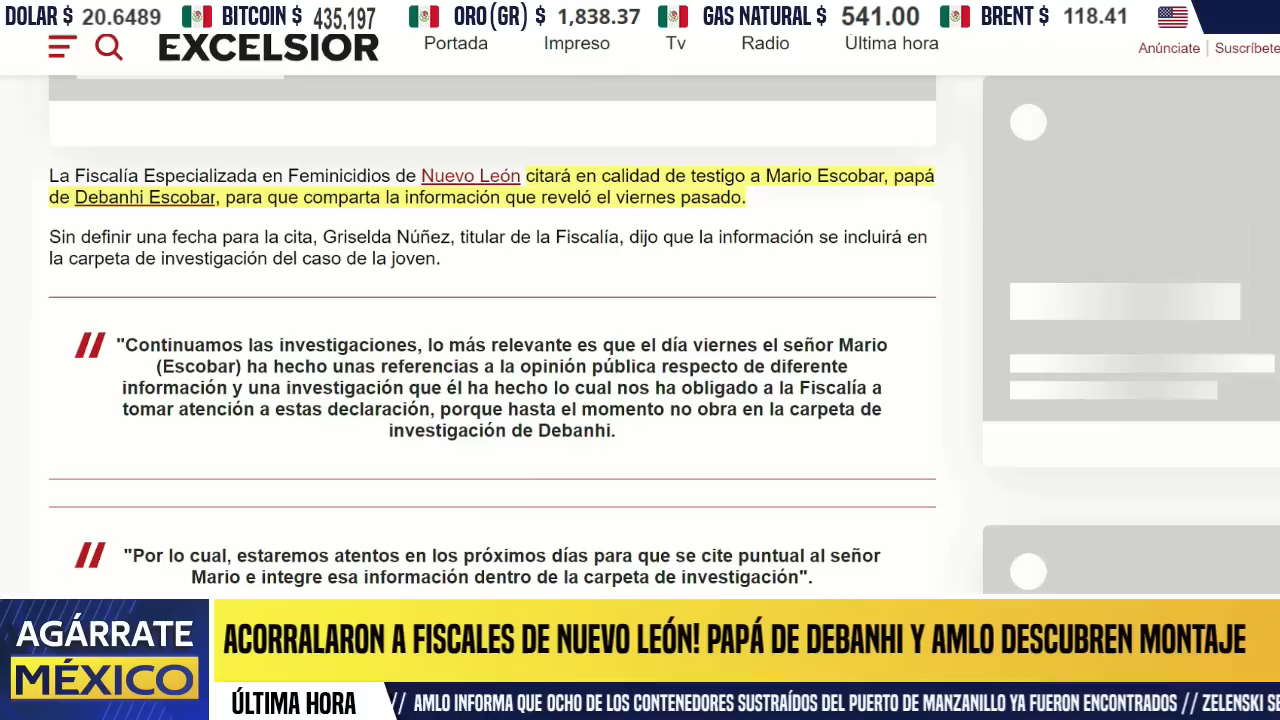 DOLAR $ 20.6489 BITCOIN $ 435,197 ORO (GR) $ 1,838.37 GAS NATURAL $ 541.00 BRENT $ 118.41
EXCELSIOR Portada Impreso Tv Radio Última hora Anúnciate | Suscríbete
La Fiscalía Especializada en Feminicidios de Nuevo León citará en calidad de testigo a Mario Escobar, papá
de Debanhi Escobar, para que comparta la información que reveló el viernes pasado.
Sin definir una fecha para la cita, Griselda Núñez, titular de la Fiscalía, dijo que la información se incluirá en
la carpeta de investigación del caso de la joven.
"Continuamos las investigaciones, lo más relevante es que el día viernes el señor Mario
(Escobar) ha hecho unas referencias a la opinión pública respecto de diferente
información y una investigación que él ha hecho lo cual nos ha obligado a la Fiscalía a
tomar atención a estas declaración, porque hasta el momento no obra en la carpeta de
investigación de Debanhi.
"Por lo cual, estaremos atentos en los próximos días para que se cite puntual al señor
Mario e integre esa información dentro de la carpeta de investigación".
AGÁRRATE
MÉXICO
ACORRALARON A FISCALES DE NUEVO LEÓN! PAPÁ DE DEBANHI Y AMLO DESCUBREN MONTAJE
ÚLTIMA HORA // AMLO INFORMA QUE OCHO DE LOS CONTENEDORES SUSTRAÍDOS DEL PUERTO DE MANZANILLO YA FUERON ENCONTRADOS // ZELENSKI SE